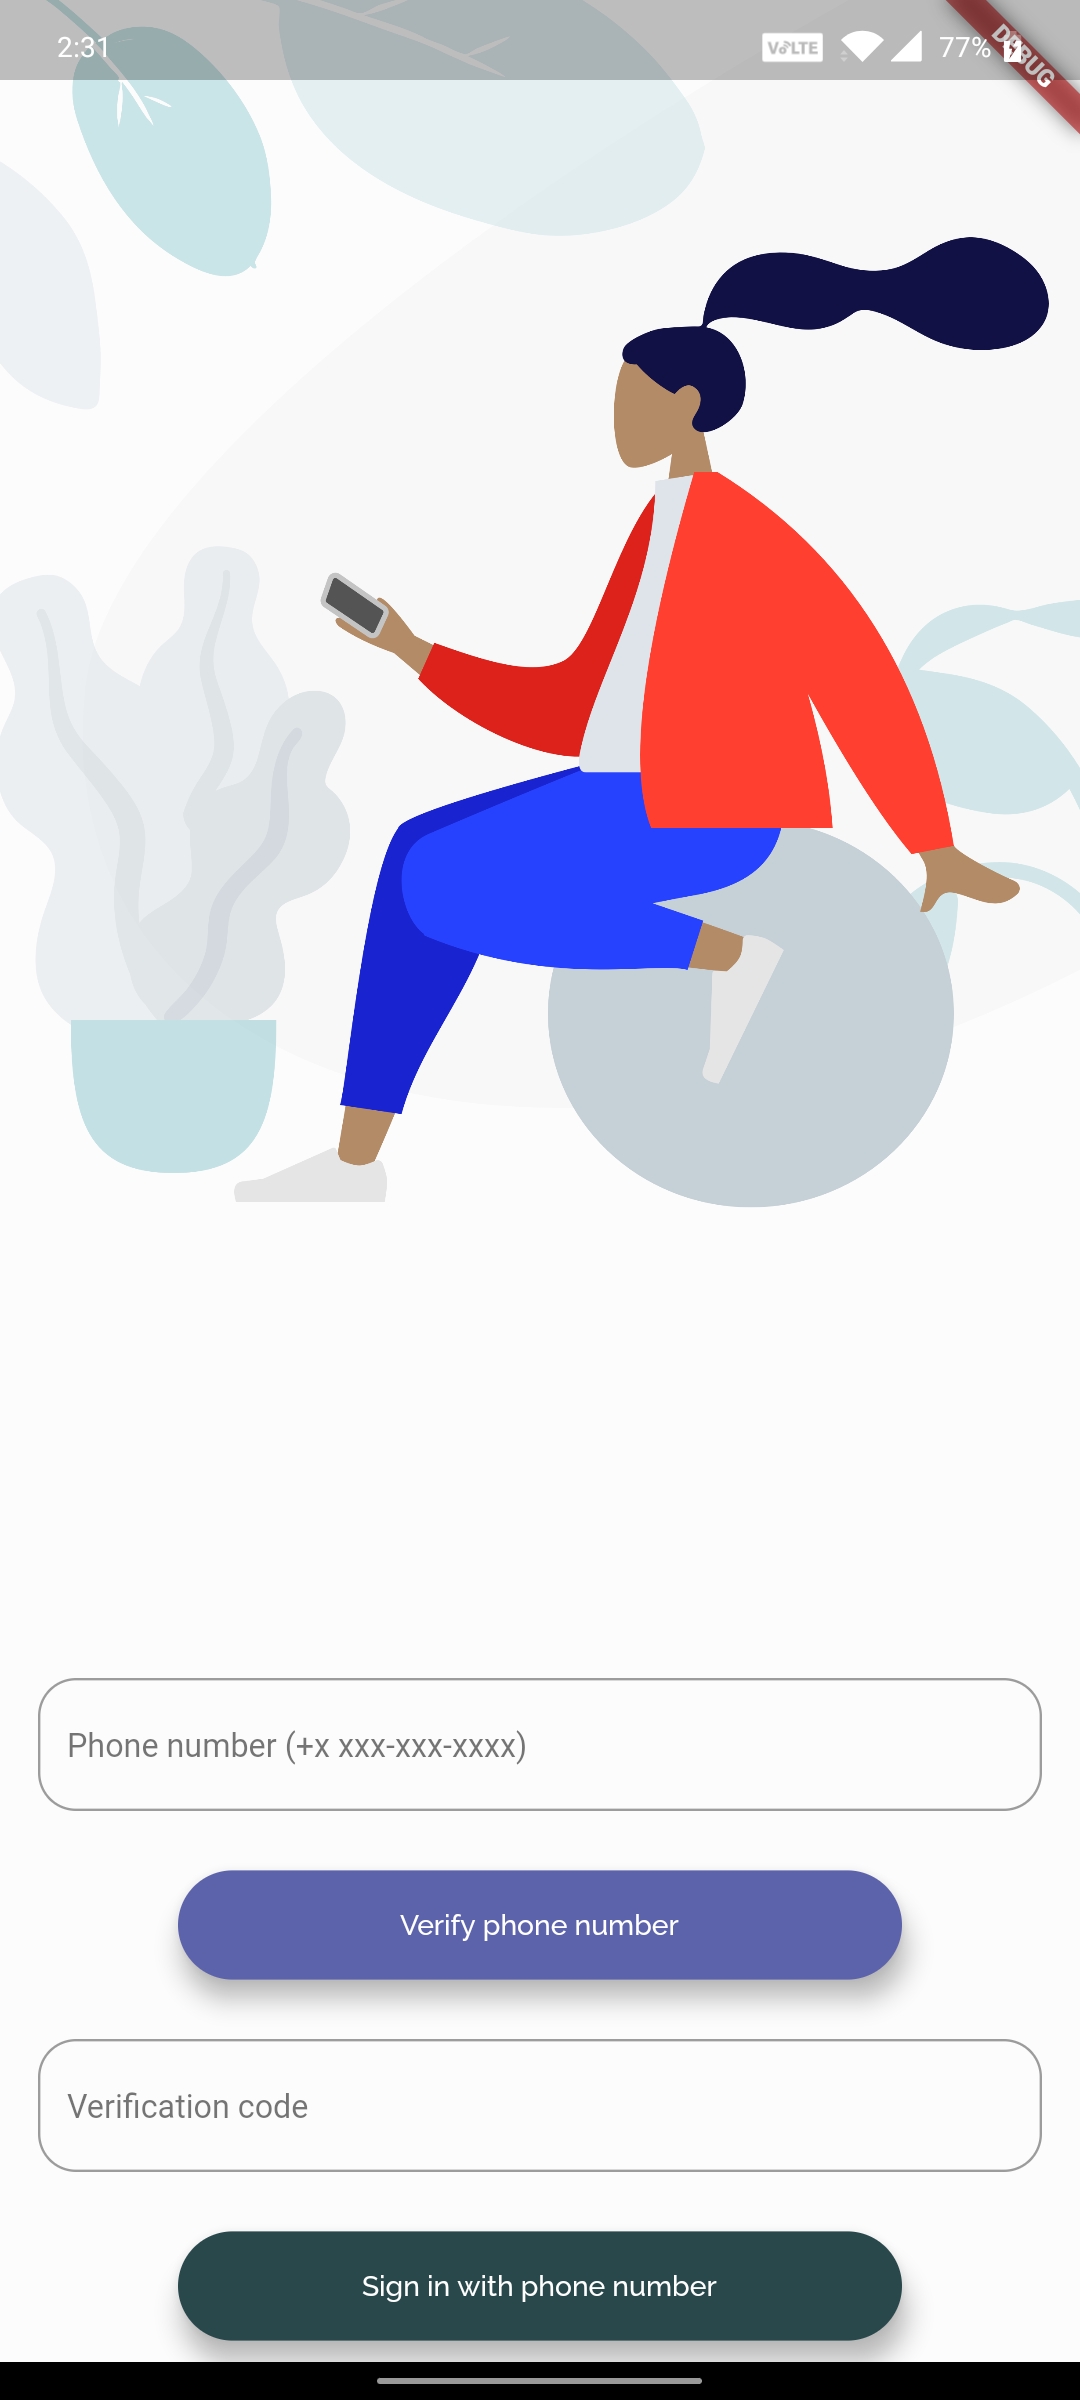 2:31
VoLTE
77%
DEBUG
Phone number (+x xxx-xxx-xxxx)
Verify phone number
Verification code
Sign in with phone number